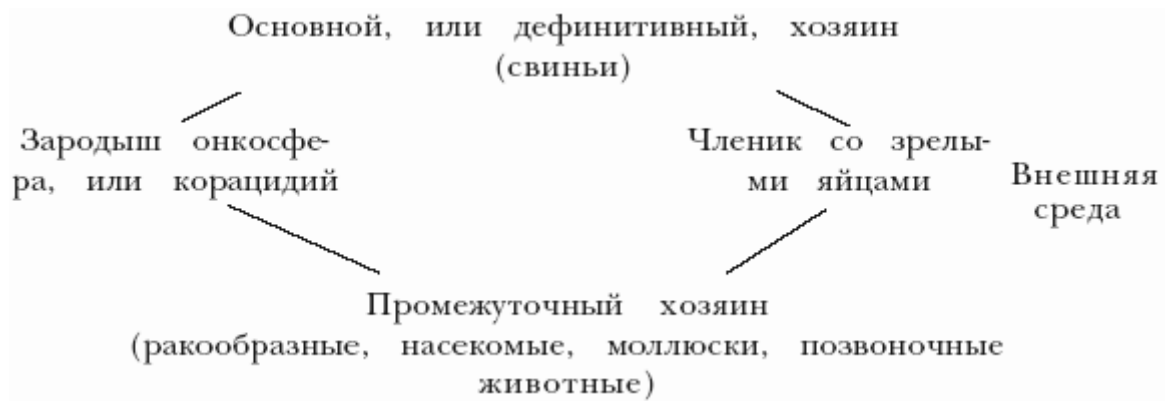 Основной, или дефинитивный, хозяин
(свиньи)
Зародыш онкосфе-
ра, или корацидий
Членик со зрелы-
ми яйцами
Внешняя
среда
Промежуточный хозяин
(ракообразные, насекомые, моллюски, позвоночные
животные)